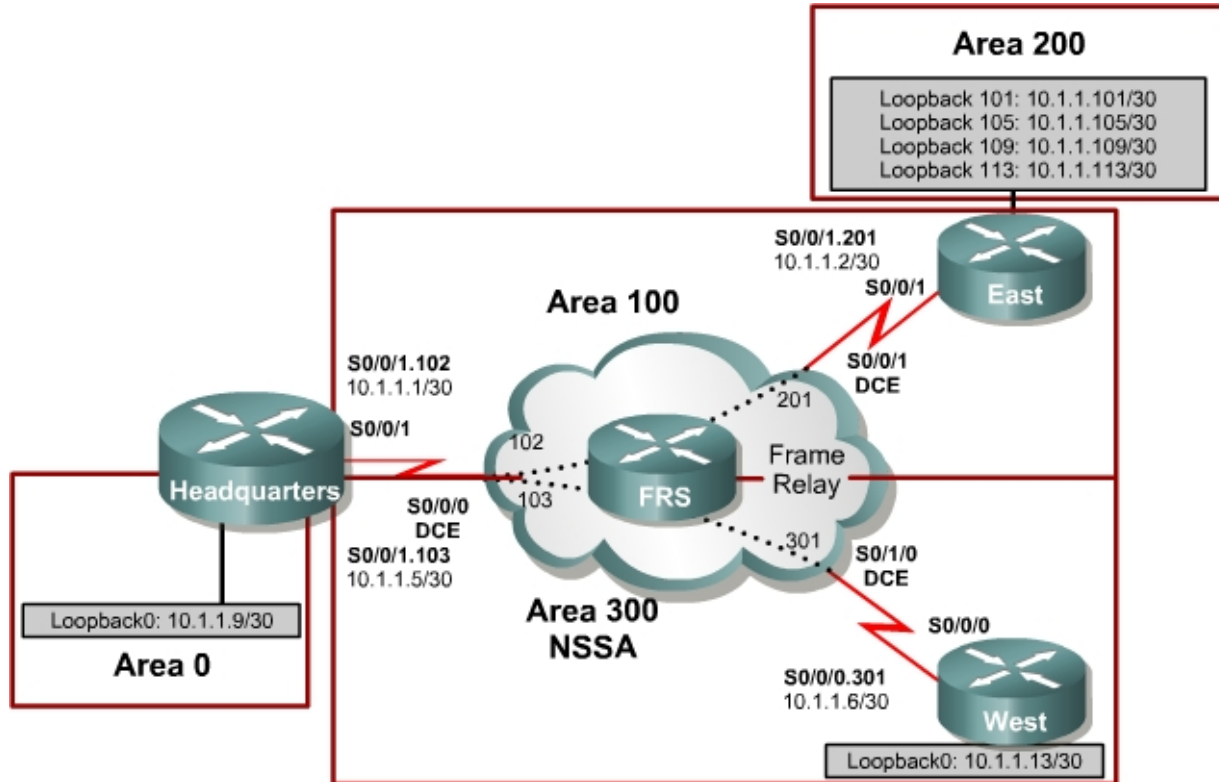 Area 200
Loopback 101: 10.1.1.101/30
Loopback 105: 10.1.1.105/30
Loopback 109: 10.1.1.109/30
Loopback 113: 10.1.1.113/30
S0/0/1.201
10.1.1.2/30
S0/0/1
East
Area 100
S0/0/1
DCE
S0/0/1.102
10.1.1.1/30
S0/0/1
201
102
Headquarters
103
FRS
Frame
Relay
S0/0/0
DCE
301
S0/1/0
DCE
S0/0/1.103
10.1.1.5/30
Loopback0: 10.1.1.9/30
Area 0
Area 300
NSSA
S0/0/0
S0/0/0.301
10.1.1.6/30
West
Loopback0: 10.1.1.13/30